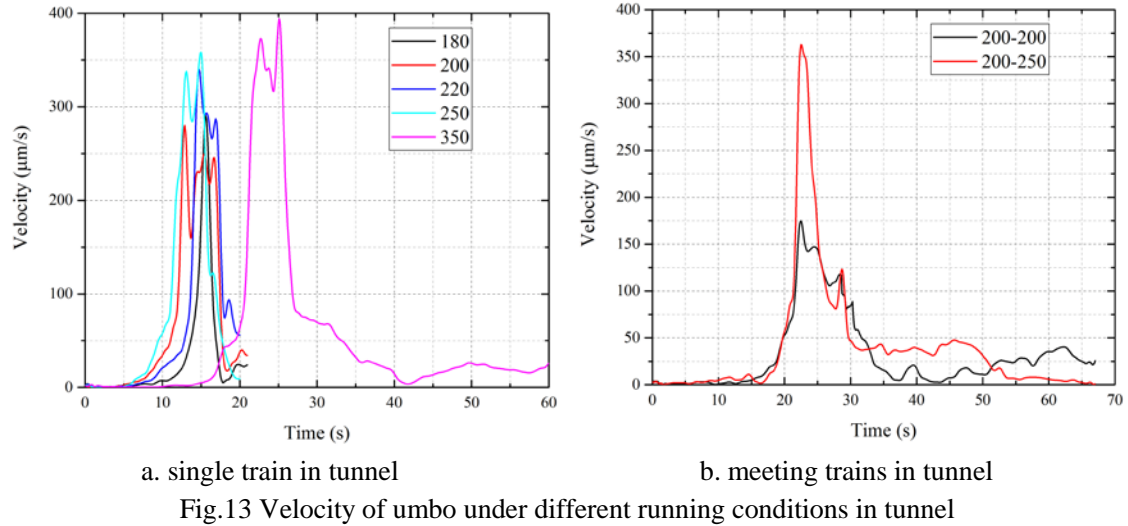 400
300
200
100
0
Velocity (μm/s)
180
200
220
250
350
0 10 20 30 40 50 60
Time (s)
a. single train in tunnel
400
350
300
250
200
150
100
50
0
Velocity (μm/s)
200-200
200-250
0 10 20 30 40 50 60 70
Time (s)
b. meeting trains in tunnel
Fig.13 Velocity of umbo under different running conditions in tunnel